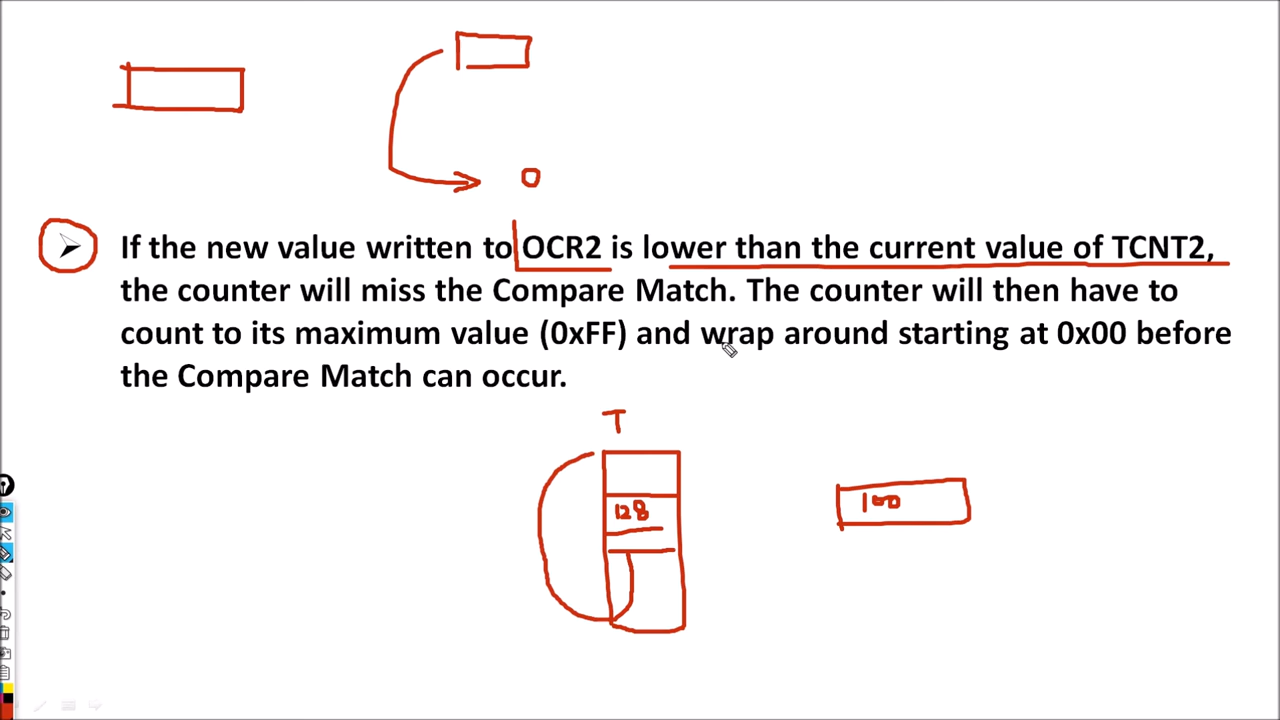 0
If the new value written to OCR2 is lower than the current value of TCNT2,
the counter will miss the Compare Match. The counter will then have to
count to its maximum value (0xFF) and wrap around starting at 0x00 before
the Compare Match can occur.
T
128
100